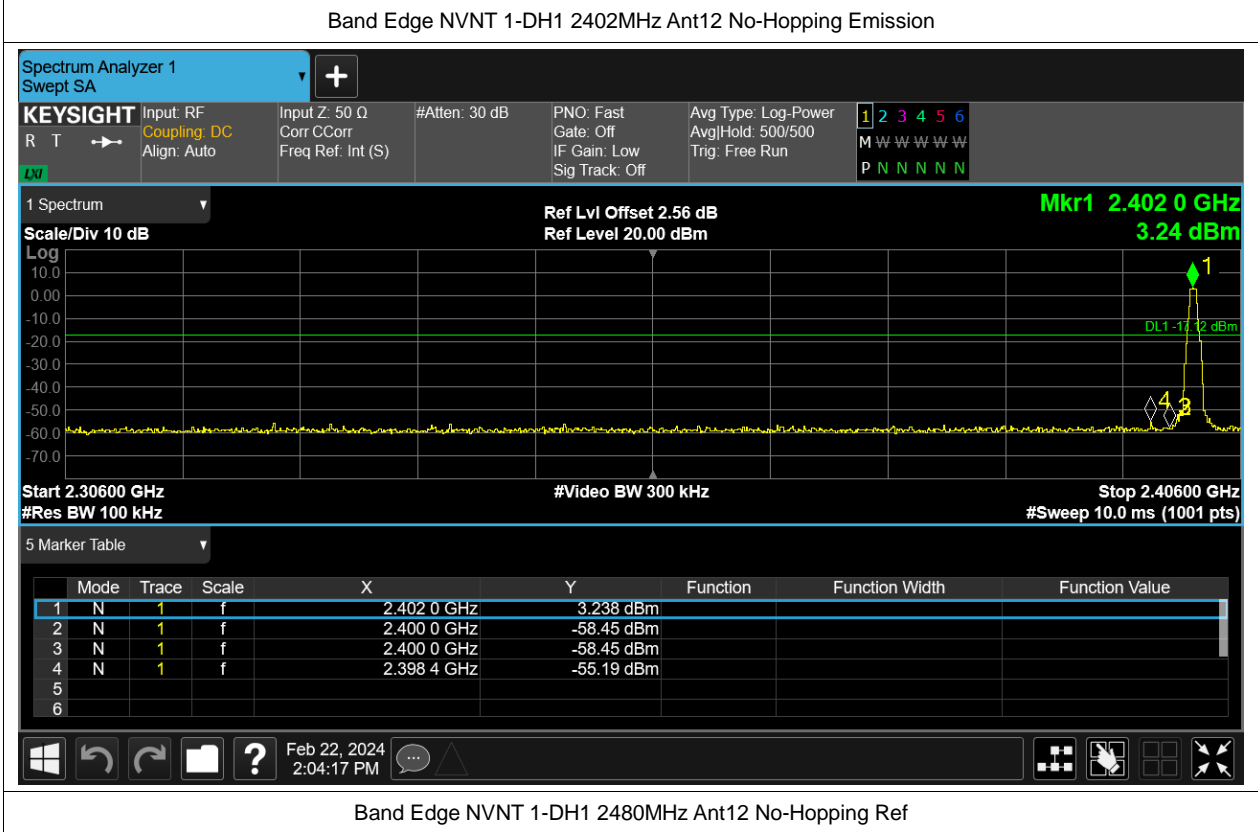 Band Edge NVNT 1-DH1 2402MHz Ant12 No-Hopping Emission
Spectrum Analyzer 1
Swept SA
KEYSIGHT Input: RF Input Z: 50 Ω #Atten: 30 dB PNO: Fast Avg Type: Log-Power 1 2 3 4 5 6
R T Coupling: DC Corr CCorr Gate: Off Avg|Hold: 500/500 M W W W W W
Align: Auto Freq Ref: Int (S) IF Gain: Low Trig: Free Run
LXI Sig Track: Off P N N N N N
1 Spectrum Ref Lvl Offset 2.56 dB Mkr1 2.402 0 GHz
Scale/Div 10 dB Ref Level 20.00 dBm 3.24 dBm
Log
1
10.0
0.00
-10.0
DL1 -17.12 dBm
-20.0
-30.0
-40.0
-50.0
4 3
-60.0
-70.0
Start 2.30600 GHz #Video BW 300 kHz Stop 2.40600 GHz
#Res BW 100 kHz #Sweep 10.0 ms (1001 pts)
5 Marker Table
Mode Trace Scale X Y Function Function Width Function Value
1 N 1 f 2.402 0 GHz 3.238 dBm
2 N 1 f 2.400 0 GHz -58.45 dBm
3 N 1 f 2.400 0 GHz -58.45 dBm
4 N 1 f 2.398 4 GHz -55.19 dBm
5
6
? Feb 22, 2024
2:04:17 PM
Band Edge NVNT 1-DH1 2480MHz Ant12 No-Hopping Ref